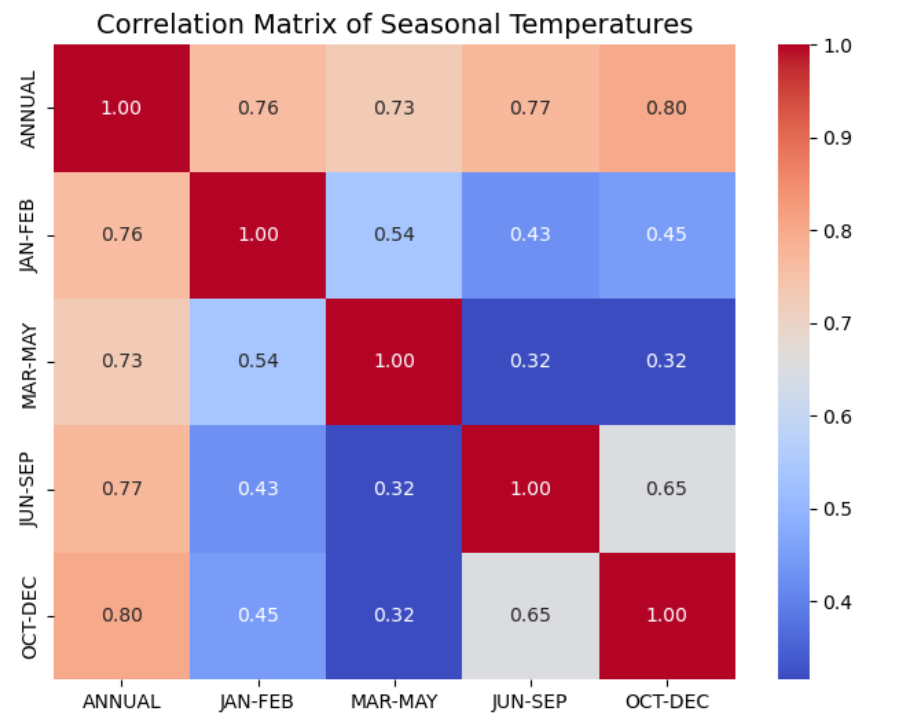 Correlation Matrix of Seasonal Temperatures
ANNUAL 1.00 0.76 0.73 0.77 0.80
JAN-FEB 0.76 1.00 0.54 0.43 0.45
MAR-MAY 0.73 0.54 1.00 0.32 0.32
JUN-SEP 0.77 0.43 0.32 1.00 0.65
OCT-DEC 0.80 0.45 0.32 0.65 1.00
ANNUAL JAN-FEB MAR-MAY JUN-SEP OCT-DEC
1.0
0.9
0.8
0.7
0.6
0.5
0.4